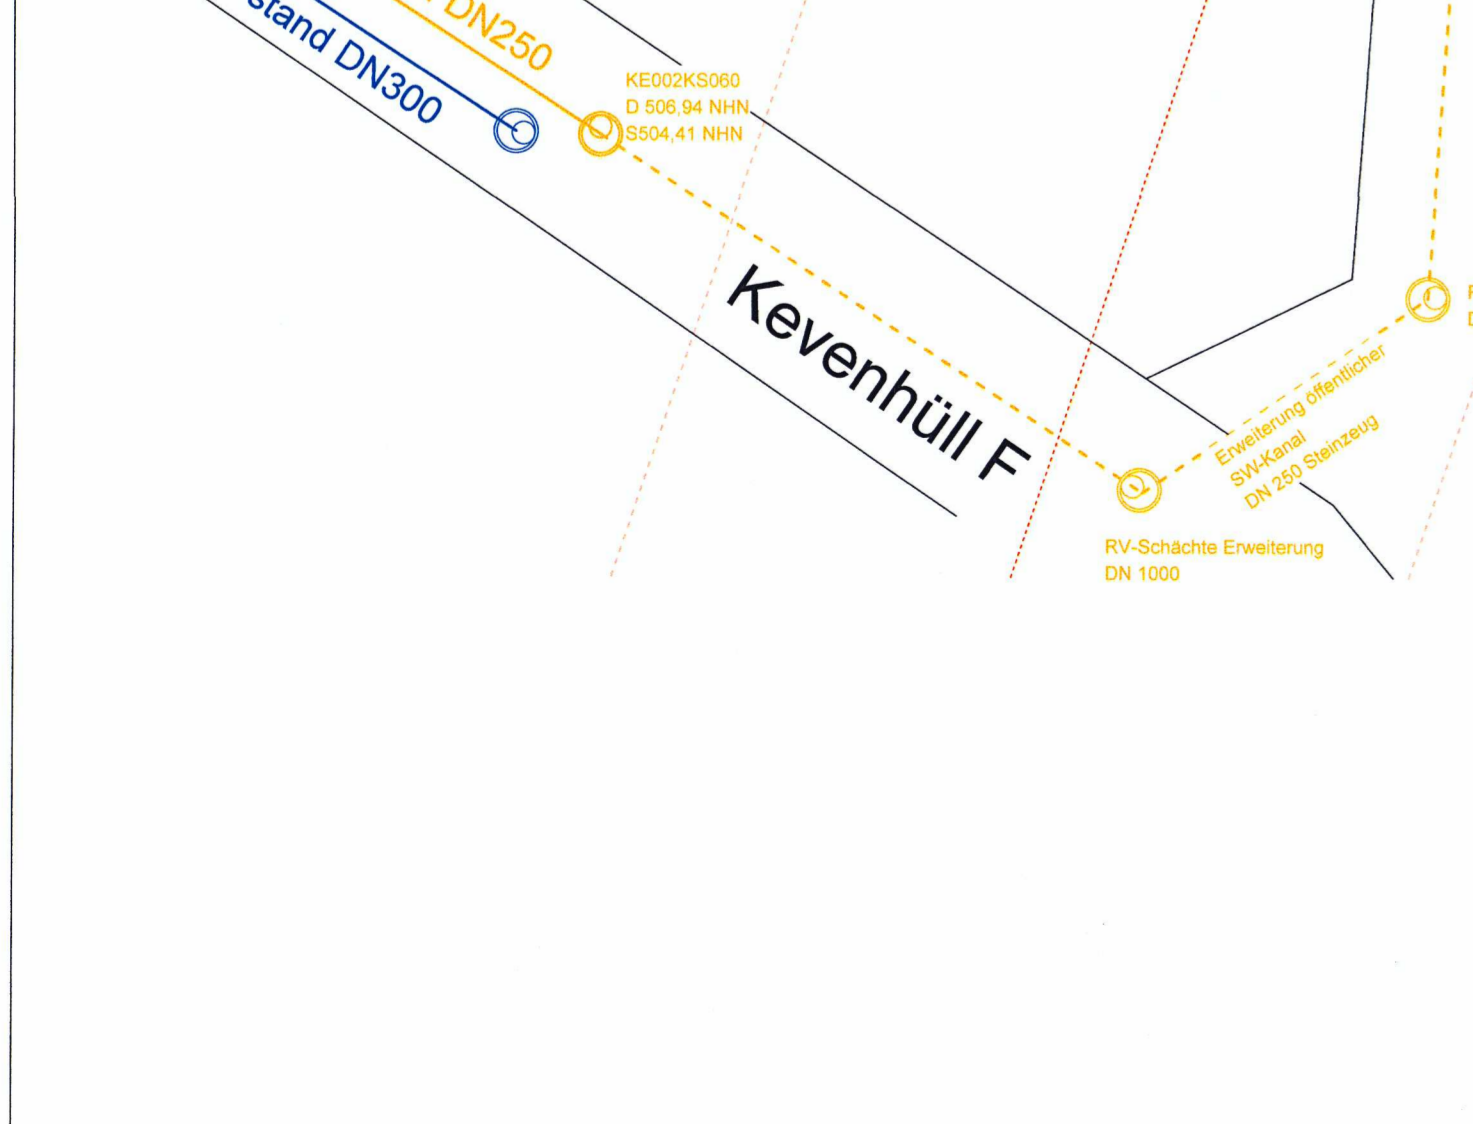 DN250
stand DN300
KE002KS060
D 506,94 NHN
S504,41 NHN
Kevenhüll F
Erweiterung öffentlicher
SW-Kanal
DN 250 Steinzeug
RV-Schächte Erweiterung
DN 1000